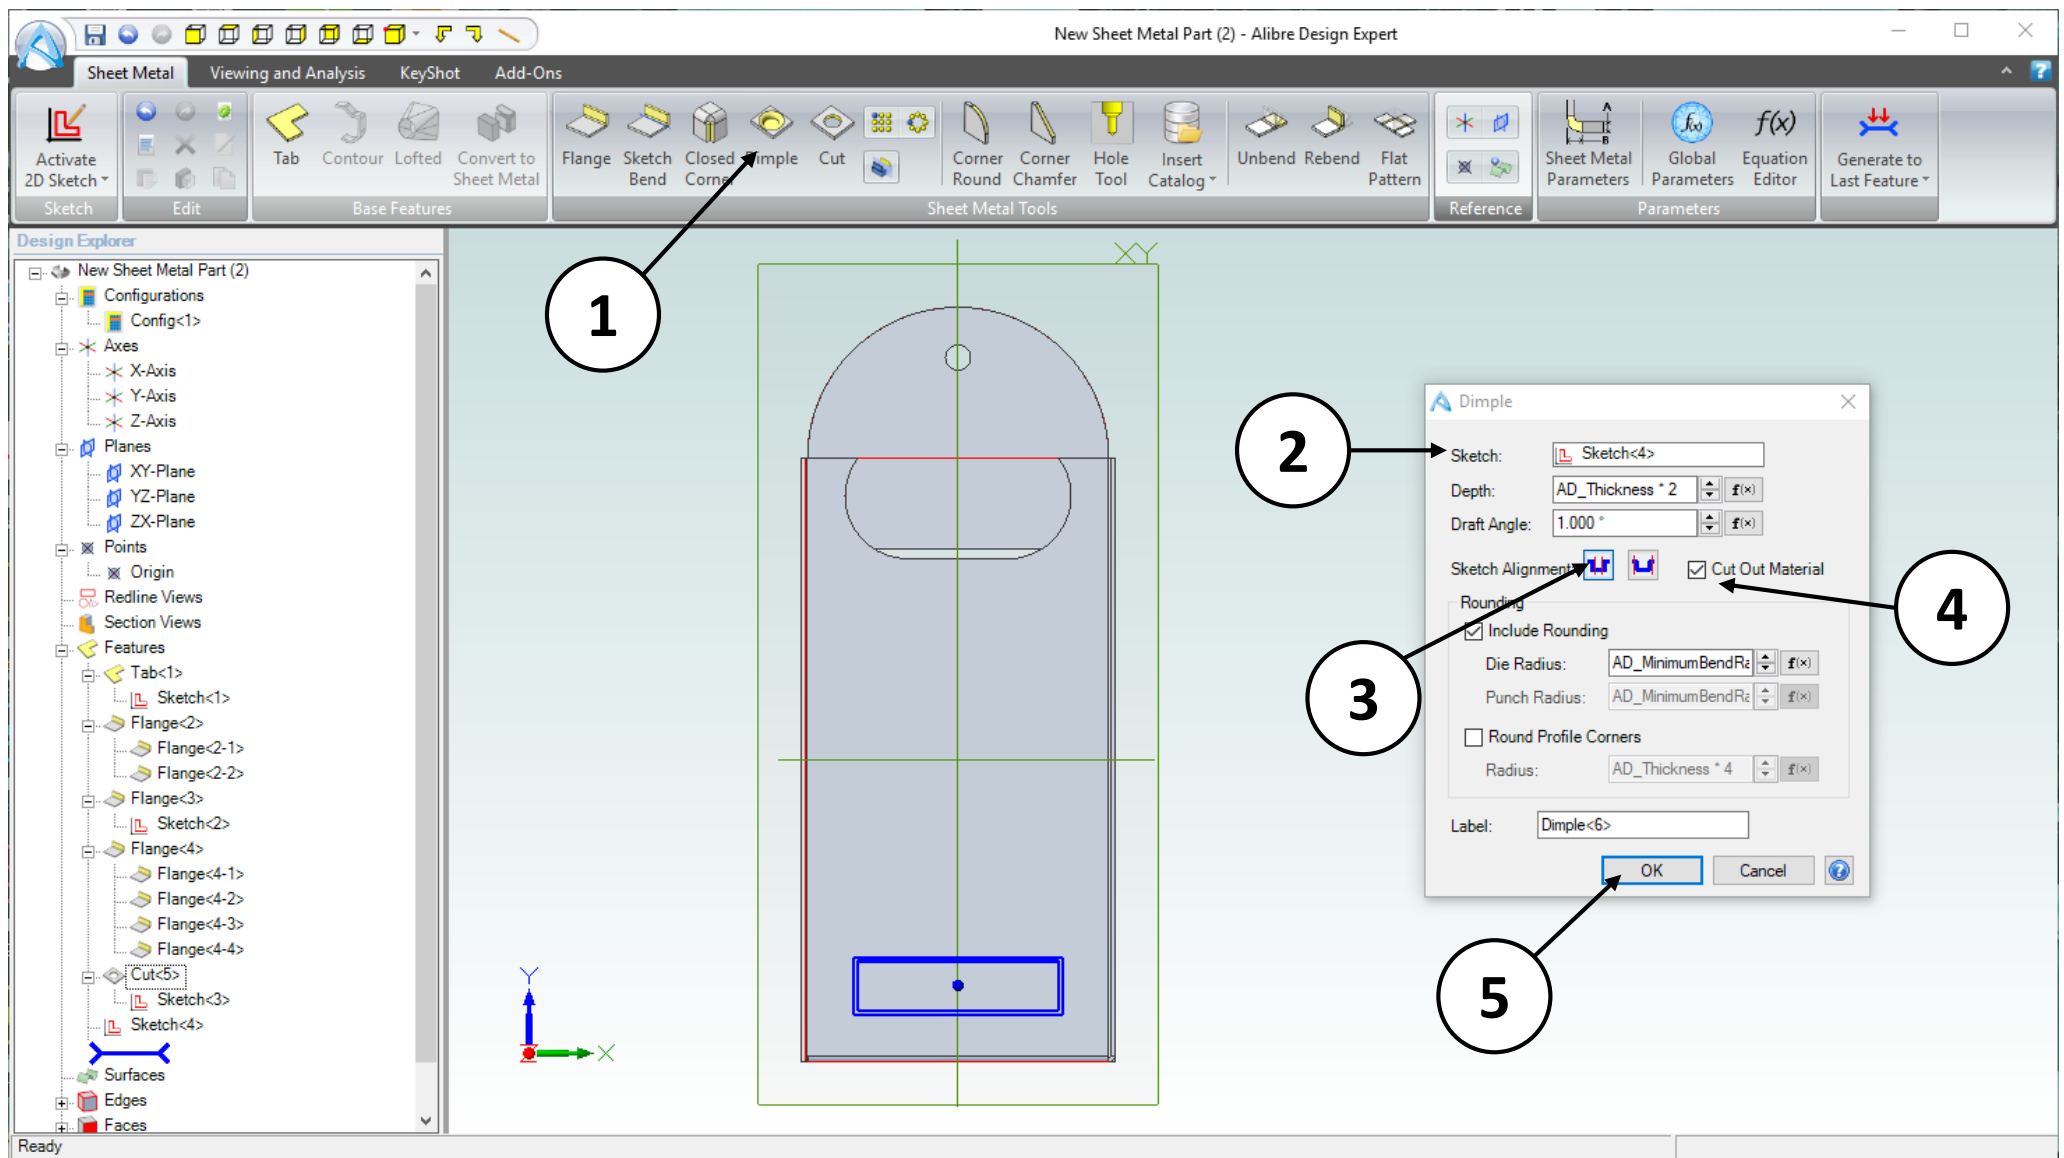 New Sheet Metal Part (2) - Alibre Design Expert
Sheet Metal
Viewing and Analysis
KeyShot
Add-Ons
Activate
2D Sketch
Sketch
Edit
Tab
Contour
Lofted
Convert to
Sheet Metal
Base Features
Flange
Sketch
Bend
Closed
Corner
Dimple
Cut
Corner
Round
Corner
Chamfer
Hole
Tool
Insert
Catalog
Unbend
Rebend
Flat
Pattern
Sheet Metal Tools
Reference
A
B
Sheet Metal
Parameters
f(x)
Global
Parameters
f(x)
Equation
Editor
Parameters
Generate to
Last Feature
Design Explorer
New Sheet Metal Part (2)
Configurations
Config<1>
Axes
X-Axis
Y-Axis
Z-Axis
Planes
XY-Plane
YZ-Plane
ZX-Plane
Points
Origin
Redline Views
Section Views
Features
Tab<1>
Sketch<1>
Flange<2>
Flange<2-1>
Flange<2-2>
Flange<3>
Sketch<2>
Flange<4>
Flange<4-1>
Flange<4-2>
Flange<4-3>
Flange<4-4>
Cut<5>
Sketch<3>
Sketch<4>
Surfaces
Edges
Faces
Ready
XY
Y
X
Z
1
2
3
4
5
Dimple
Sketch: Sketch<4>
Depth: AD_Thickness * 2 f(x)
Draft Angle: 1.000 ° f(x)
Sketch Alignment Cut Out Material
Rounding
Include Rounding
Die Radius: AD_MinimumBendRa f(x)
Punch Radius: AD_MinimumBendRa f(x)
Round Profile Corners
Radius: AD_Thickness * 4 f(x)
Label: Dimple<6>
OK Cancel ?